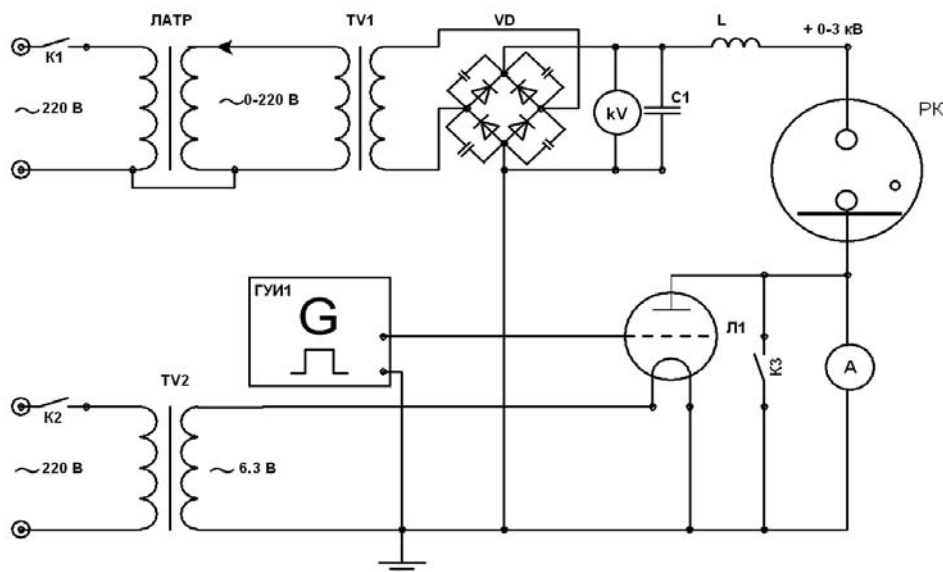 ЛАТР
TV1
VD
L
+ 0-3 кВ
К1
РК
~ 220 В
~0-220 В
kV
C1
ГУИ1
G
Л1
К3
А
TV2
К2
~ 220 В
~ 6.3 В